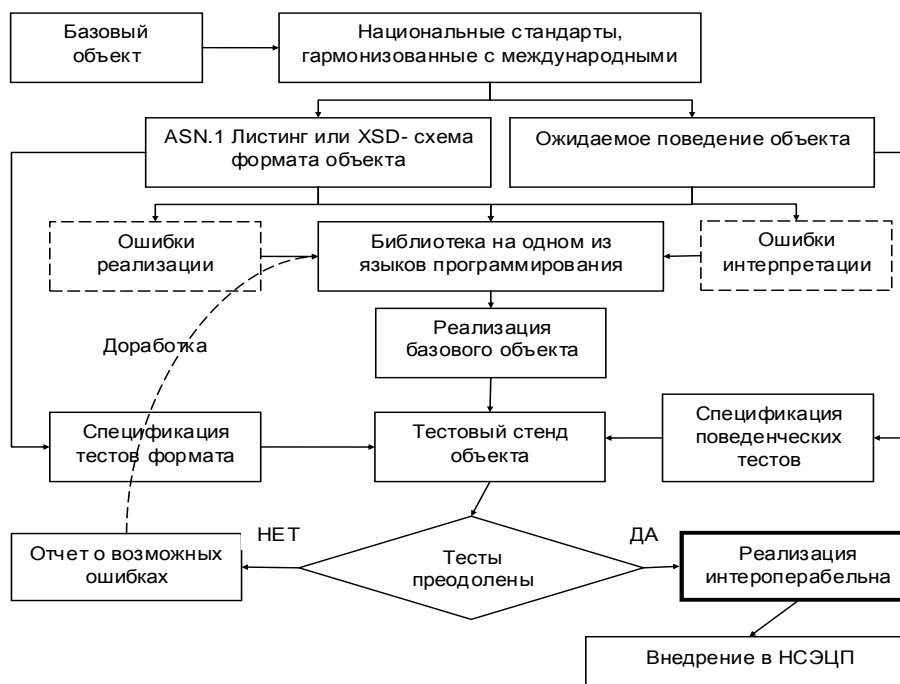 Базовый
объект
Национальные стандарты,
гармонизованные с международными
ASN.1 Листинг или XSD- схема
формата объекта
Ожидаемое поведение объекта
Ошибки
реализации
Библиотека на одном из
языков программирования
Ошибки
интерпретации
Реализация
базового объекта
Доработка
Спецификация
тестов формата
Тестовый стенд
объекта
Спецификация
поведенческих
тестов
НЕТ
ДА
Отчет о возможных
ошибках
Тесты
преодолены
Реализация
интероперабельна
Внедрение в НСЭЦП